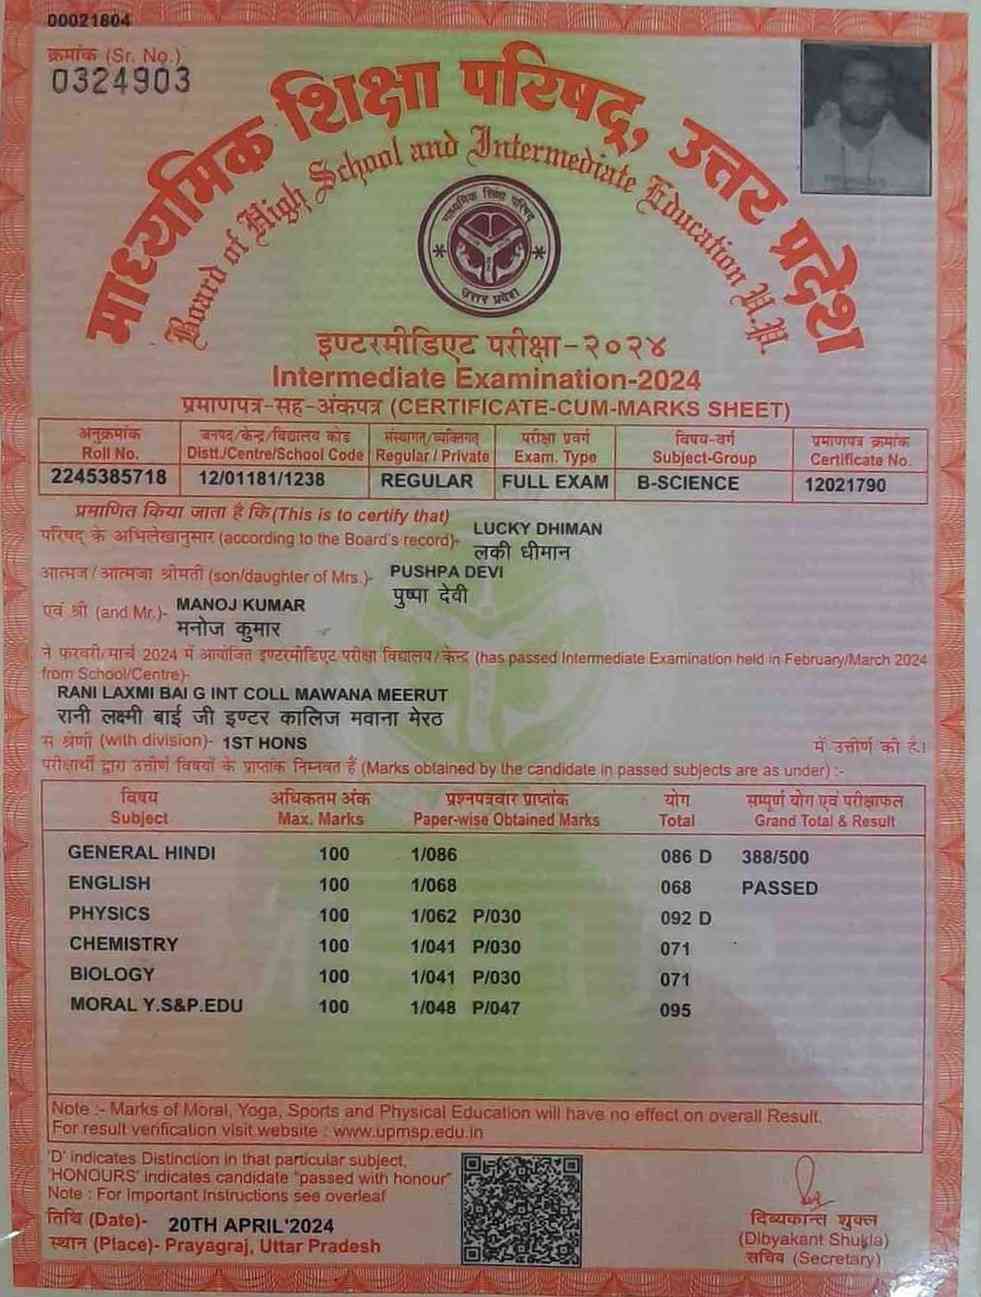 00021804
क्रमांक (Sr. No.)
0324903
माध्यमिक शिक्षा परिषद्, उत्तर प्रदेश
Board of High School and Intermediate Education U.P.
माध्यमिक शिक्षा परिषद्
उत्तर प्रदेश
इण्टरमीडिएट परीक्षा-२०२४
Intermediate Examination-2024
प्रमाणपत्र-सह-अंकपत्र (CERTIFICATE-CUM-MARKS SHEET)
अनुक्रमांक जनपद/केन्द्र/विद्यालय कोड संस्थागत/व्यक्तिगत परीक्षा प्रवर्ग विषय-वर्ग प्रमाणपत्र क्रमांक
Roll No. Distt./Centre/School Code Regular / Private Exam. Type Subject-Group Certificate No.
2245385718 12/01181/1238 REGULAR FULL EXAM B-SCIENCE 12021790
प्रमाणित किया जाता है कि (This is to certify that)
परिषद् के अभिलेखानुसार (according to the Board's record)- LUCKY DHIMAN
लकी धीमान
आत्मज/आत्मजा श्रीमती (son/daughter of Mrs.)- PUSHPA DEVI
पुष्पा देवी
एवं श्री (and Mr.)- MANOJ KUMAR
मनोज कुमार
ने फरवरी/मार्च 2024 में आयोजित इण्टरमीडिएट परीक्षा विद्यालय/केन्द्र (has passed Intermediate Examination held in February/March 2024
from School/Centre)-
RANI LAXMI BAI G INT COLL MAWANA MEERUT
रानी लक्ष्मी बाई जी इण्टर कालिज मवाना मेरठ
से श्रेणी (with division)- 1ST HONS में उत्तीर्ण की है।
परीक्षार्थी द्वारा उत्तीर्ण विषयों के प्राप्तांक निम्नवत हैं (Marks obtained by the candidate in passed subjects are as under) :-
विषय अधिकतम अंक प्रश्नपत्रवार प्राप्तांक योग सम्पूर्ण योग एवं परीक्षाफल
Subject Max. Marks Paper-wise Obtained Marks Total Grand Total & Result
GENERAL HINDI 100 1/086 086 D 388/500
ENGLISH 100 1/068 068 PASSED
PHYSICS 100 1/062 P/030 092 D
CHEMISTRY 100 1/041 P/030 071
BIOLOGY 100 1/041 P/030 071
MORAL Y.S&P.EDU 100 1/048 P/047 095
Note :- Marks of Moral, Yoga, Sports and Physical Education will have no effect on overall Result.
For result verification visit website : www.upmsp.edu.in
'D' indicates Distinction in that particular subject,
'HONOURS' indicates candidate "passed with honour"
Note : For Important Instructions see overleaf
तिथि (Date)- 20TH APRIL'2024
स्थान (Place)- Prayagraj, Uttar Pradesh
दिव्यकान्त शुक्ल
(Dibyakant Shukla)
सचिव (Secretary)